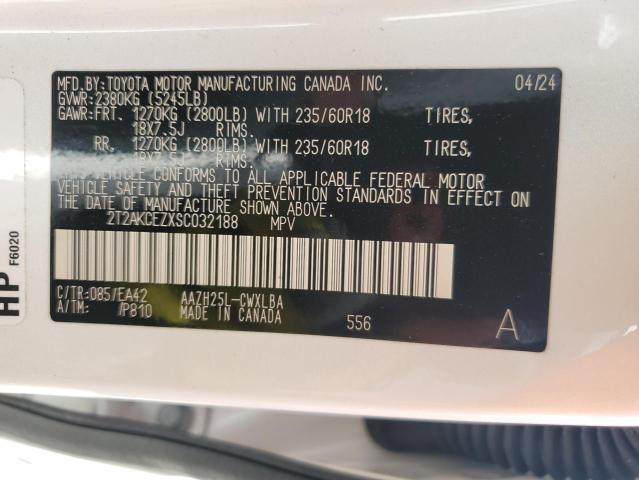 MFD.BY:TOYOTA MOTOR MANUFACTURING CANADA INC. 04/24
GVWR:2380KG (5245LB)
GAWR:FRT. 1270KG (2800LB) WITH 235/60R18 TIRES,
18X7.5J RIMS.
RR. 1270KG (2800LB) WITH 235/60R18 TIRES,
18X7.5J RIMS.
THIS VEHICLE CONFORMS TO ALL APPLICABLE FEDERAL MOTOR
VEHICLE SAFETY AND THEFT PREVENTION STANDARDS IN EFFECT ON
THE DATE OF MANUFACTURE SHOWN ABOVE.
2T2AKCEZXSC032188 MPV
C/TR:085/EA42 AAZH25L-CWXLBA
A/TM: /P810 MADE IN CANADA 556 A
HP
F6020